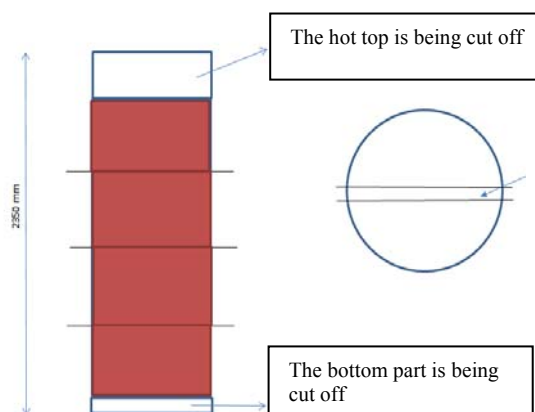 The hot top is being cut off
2350 mm
The bottom part is being
cut off